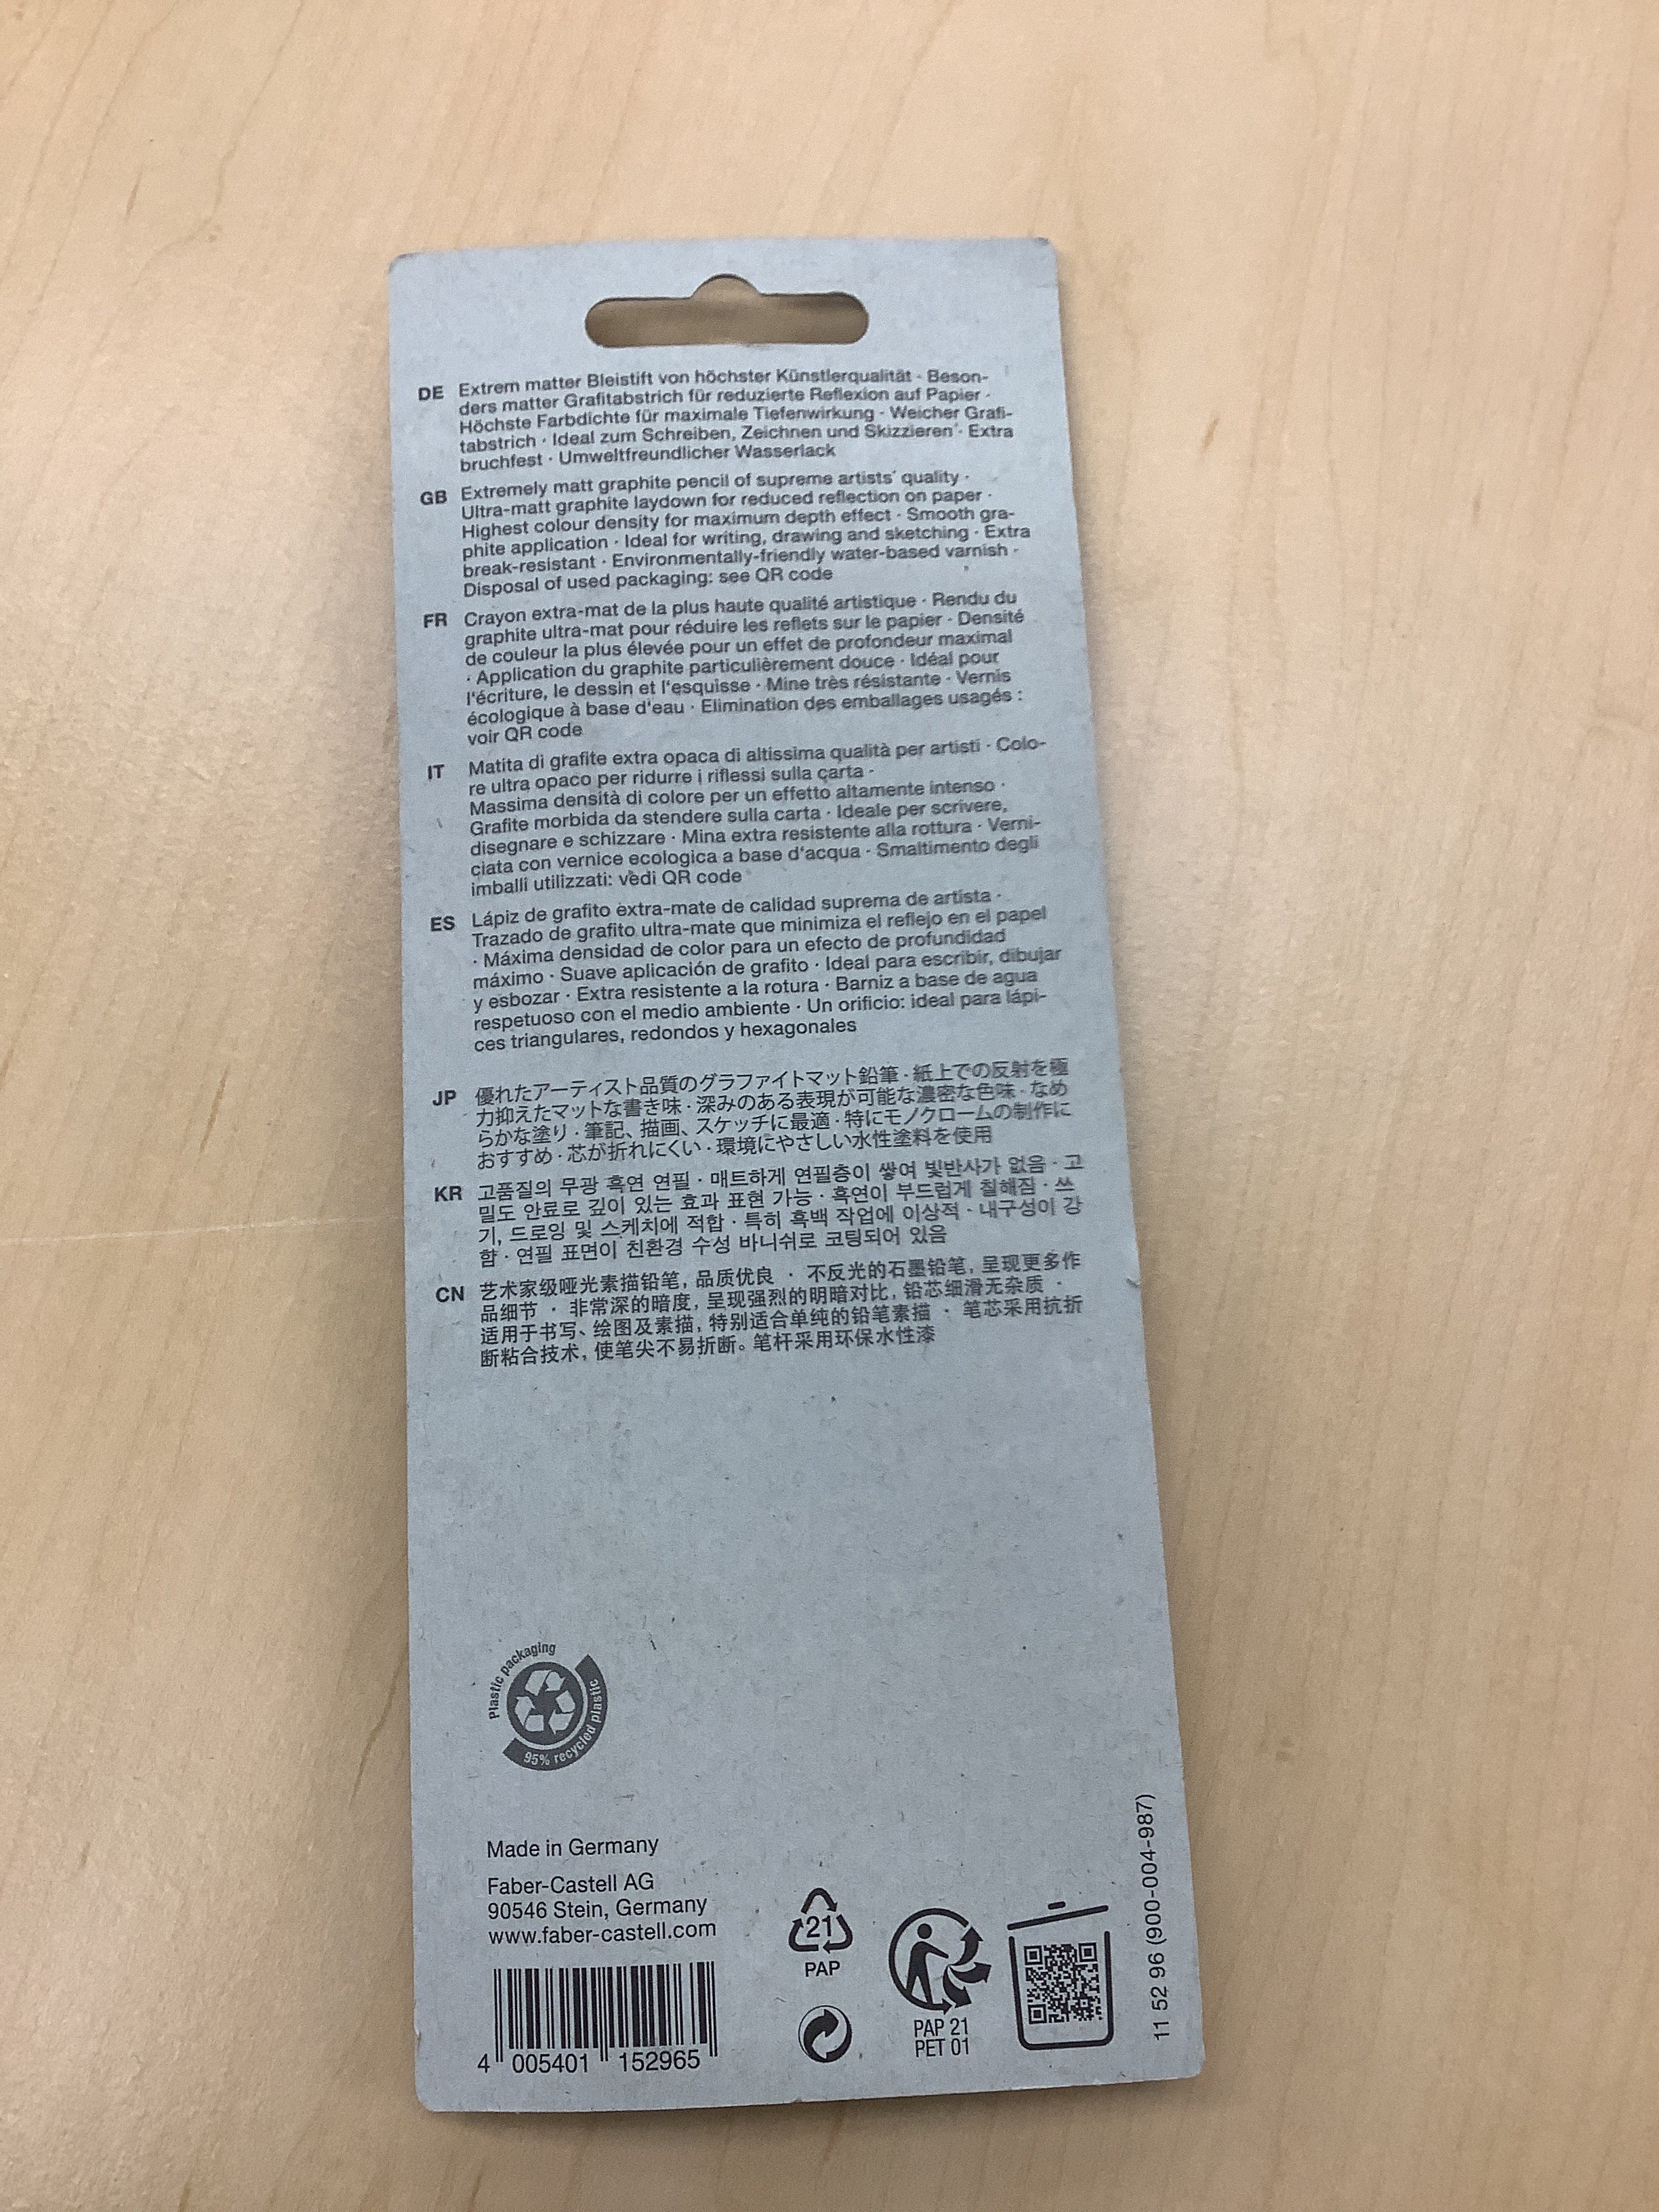 DE Extrem matter Bleistift von höchster Künstlerqualität · Beson-
ders matter Grafitabstrich für reduzierte Reflexion auf Papier ·
Höchste Farbdichte für maximale Tiefenwirkung · Weicher Grafi-
tabstrich · Ideal zum Schreiben, Zeichnen und Skizzieren · Extra
bruchfest · Umweltfreundlicher Wasserlack
GB Extremely matt graphite pencil of supreme artists' quality ·
Ultra-matt graphite laydown for reduced reflection on paper ·
Highest colour density for maximum depth effect · Smooth gra-
phite application · Ideal for writing, drawing and sketching · Extra
break-resistant · Environmentally-friendly water-based varnish ·
Disposal of used packaging: see QR code
FR Crayon extra-mat de la plus haute qualité artistique · Rendu du
graphite ultra-mat pour réduire les reflets sur le papier · Densité
de couleur la plus élevée pour un effet de profondeur maximal
· Application du graphite particulièrement douce · Idéal pour
l'écriture, le dessin et l'esquisse · Mine très résistante · Vernis
écologique à base d'eau · Elimination des emballages usagés :
voir QR code
IT Matita di grafite extra opaca di altissima qualità per artisti · Colo-
re ultra opaco per ridurre i riflessi sulla carta ·
Massima densità di colore per un effetto altamente intenso ·
Grafite morbida da stendere sulla carta · Ideale per scrivere,
disegnare e schizzare · Mina extra resistente alla rottura · Verni-
ciata con vernice ecologica a base d'acqua · Smaltimento degli
imballi utilizzati: vedi QR code
ES Lápiz de grafito extra-mate de calidad suprema de artista ·
Trazado de grafito ultra-mate que minimiza el reflejo en el papel
· Máxima densidad de color para un efecto de profundidad
máximo · Suave aplicación de grafito · Ideal para escribir, dibujar
y esbozar · Extra resistente a la rotura · Barniz a base de agua
respetuoso con el medio ambiente · Un orificio: ideal para lápi-
ces triangulares, redondos y hexagonales
JP 優れたアーティスト品質のグラファイトマット鉛筆 · 紙上での反射を極
力抑えたマットな書き味 · 深みのある表現が可能な濃密な色味 · なめ
らかな塗り · 筆記、描画、スケッチに最適 · 特にモノクロームの制作に
おすすめ · 芯が折れにくい · 環境にやさしい水性塗料を使用
KR 고품질의 무광 흑연 연필 · 매트하게 연필층이 쌓여 빛반사가 없음 · 고
밀도 안료로 깊이 있는 효과 표현 가능 · 흑연이 부드럽게 칠해짐 · 쓰
기, 드로잉 및 스케치에 적합 · 특히 흑백 작업에 이상적 · 내구성이 강
함 · 연필 표면이 친환경 수성 바니쉬로 코팅되어 있음
CN 艺术家级哑光素描铅笔, 品质优良 · 不反光的石墨铅笔, 呈现更多作
品细节 · 非常深的暗度, 呈现强烈的明暗对比, 铅芯细滑无杂质 ·
适用于书写、绘图及素描, 特别适合单纯的铅笔素描 · 笔芯采用抗折
断粘合技术, 使笔尖不易折断。笔杆采用环保水性漆
Plastic packaging
95% recycled plastic
Made in Germany
Faber-Castell AG
90546 Stein, Germany
www.faber-castell.com
4 005401 152965
21
PAP
PAP 21
PET 01
11 52 96 (900-004-987)